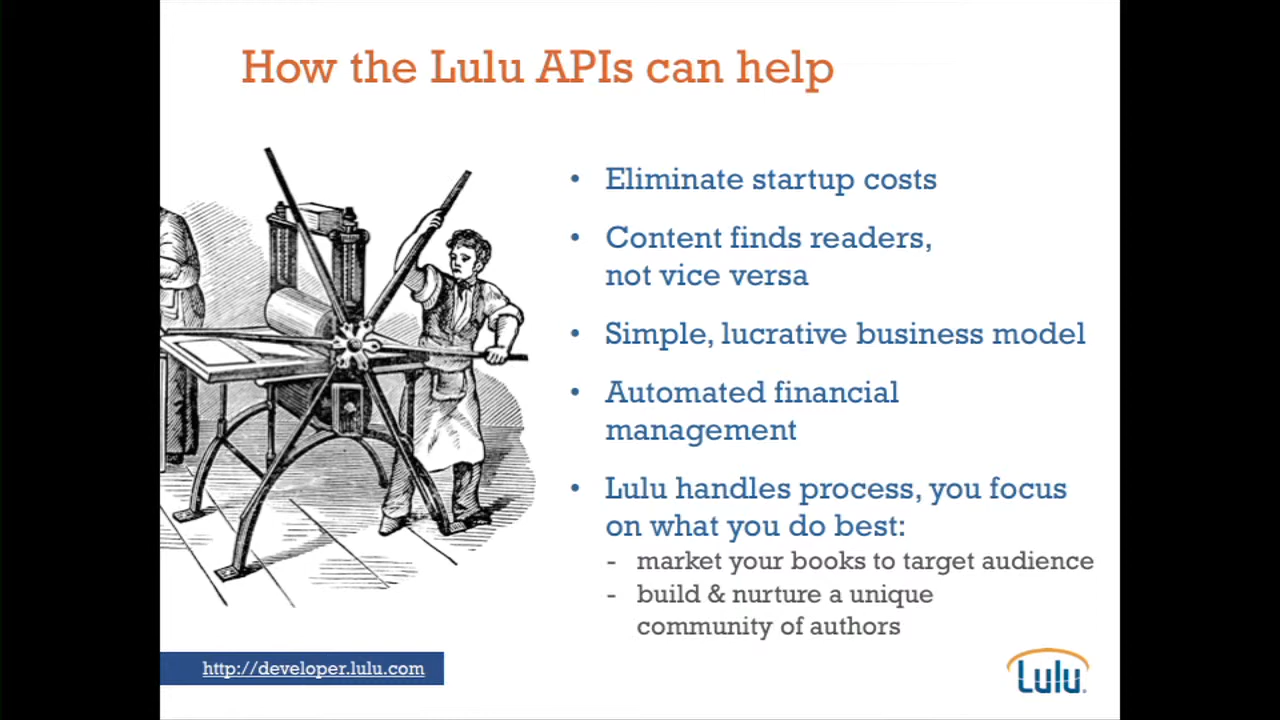 How the Lulu APIs can help
• Eliminate startup costs
• Content finds readers,
not vice versa
• Simple, lucrative business model
• Automated financial
management
• Lulu handles process, you focus
on what you do best:
- market your books to target audience
- build & nurture a unique
community of authors
http://developer.lulu.com
Lulu®